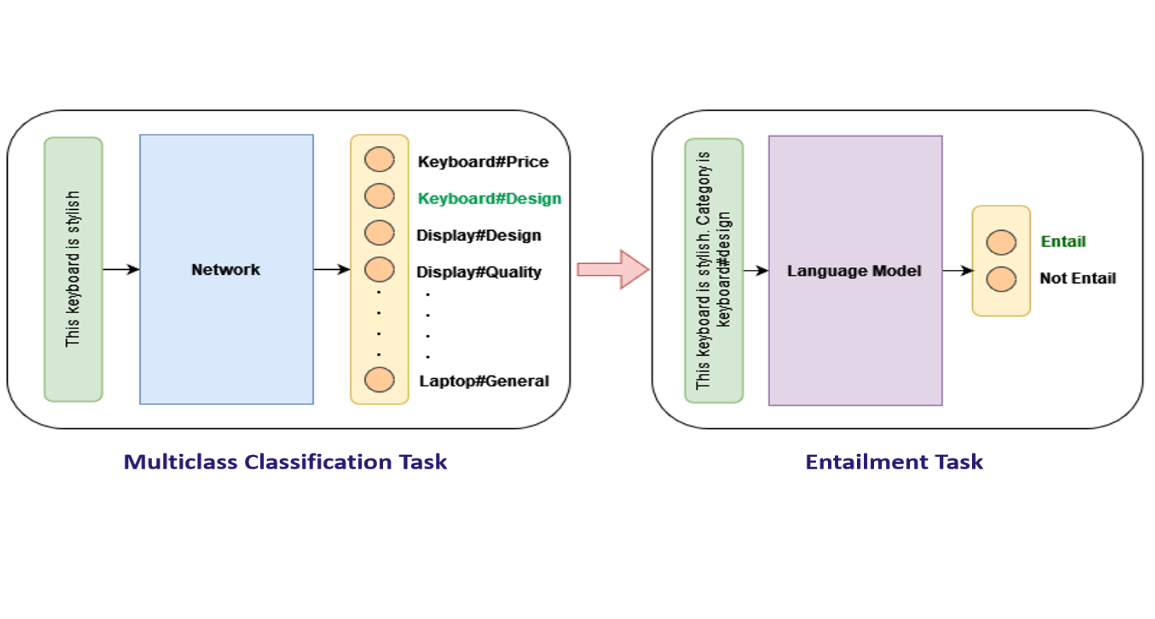 This keyboard is stylish
Network
Keyboard#Price
Keyboard#Design
Display#Design
Display#Quality
Laptop#General
Multiclass Classification Task
This keyboard is stylish. Category is
keyboard#design
Language Model
Entail
Not Entail
Entailment Task